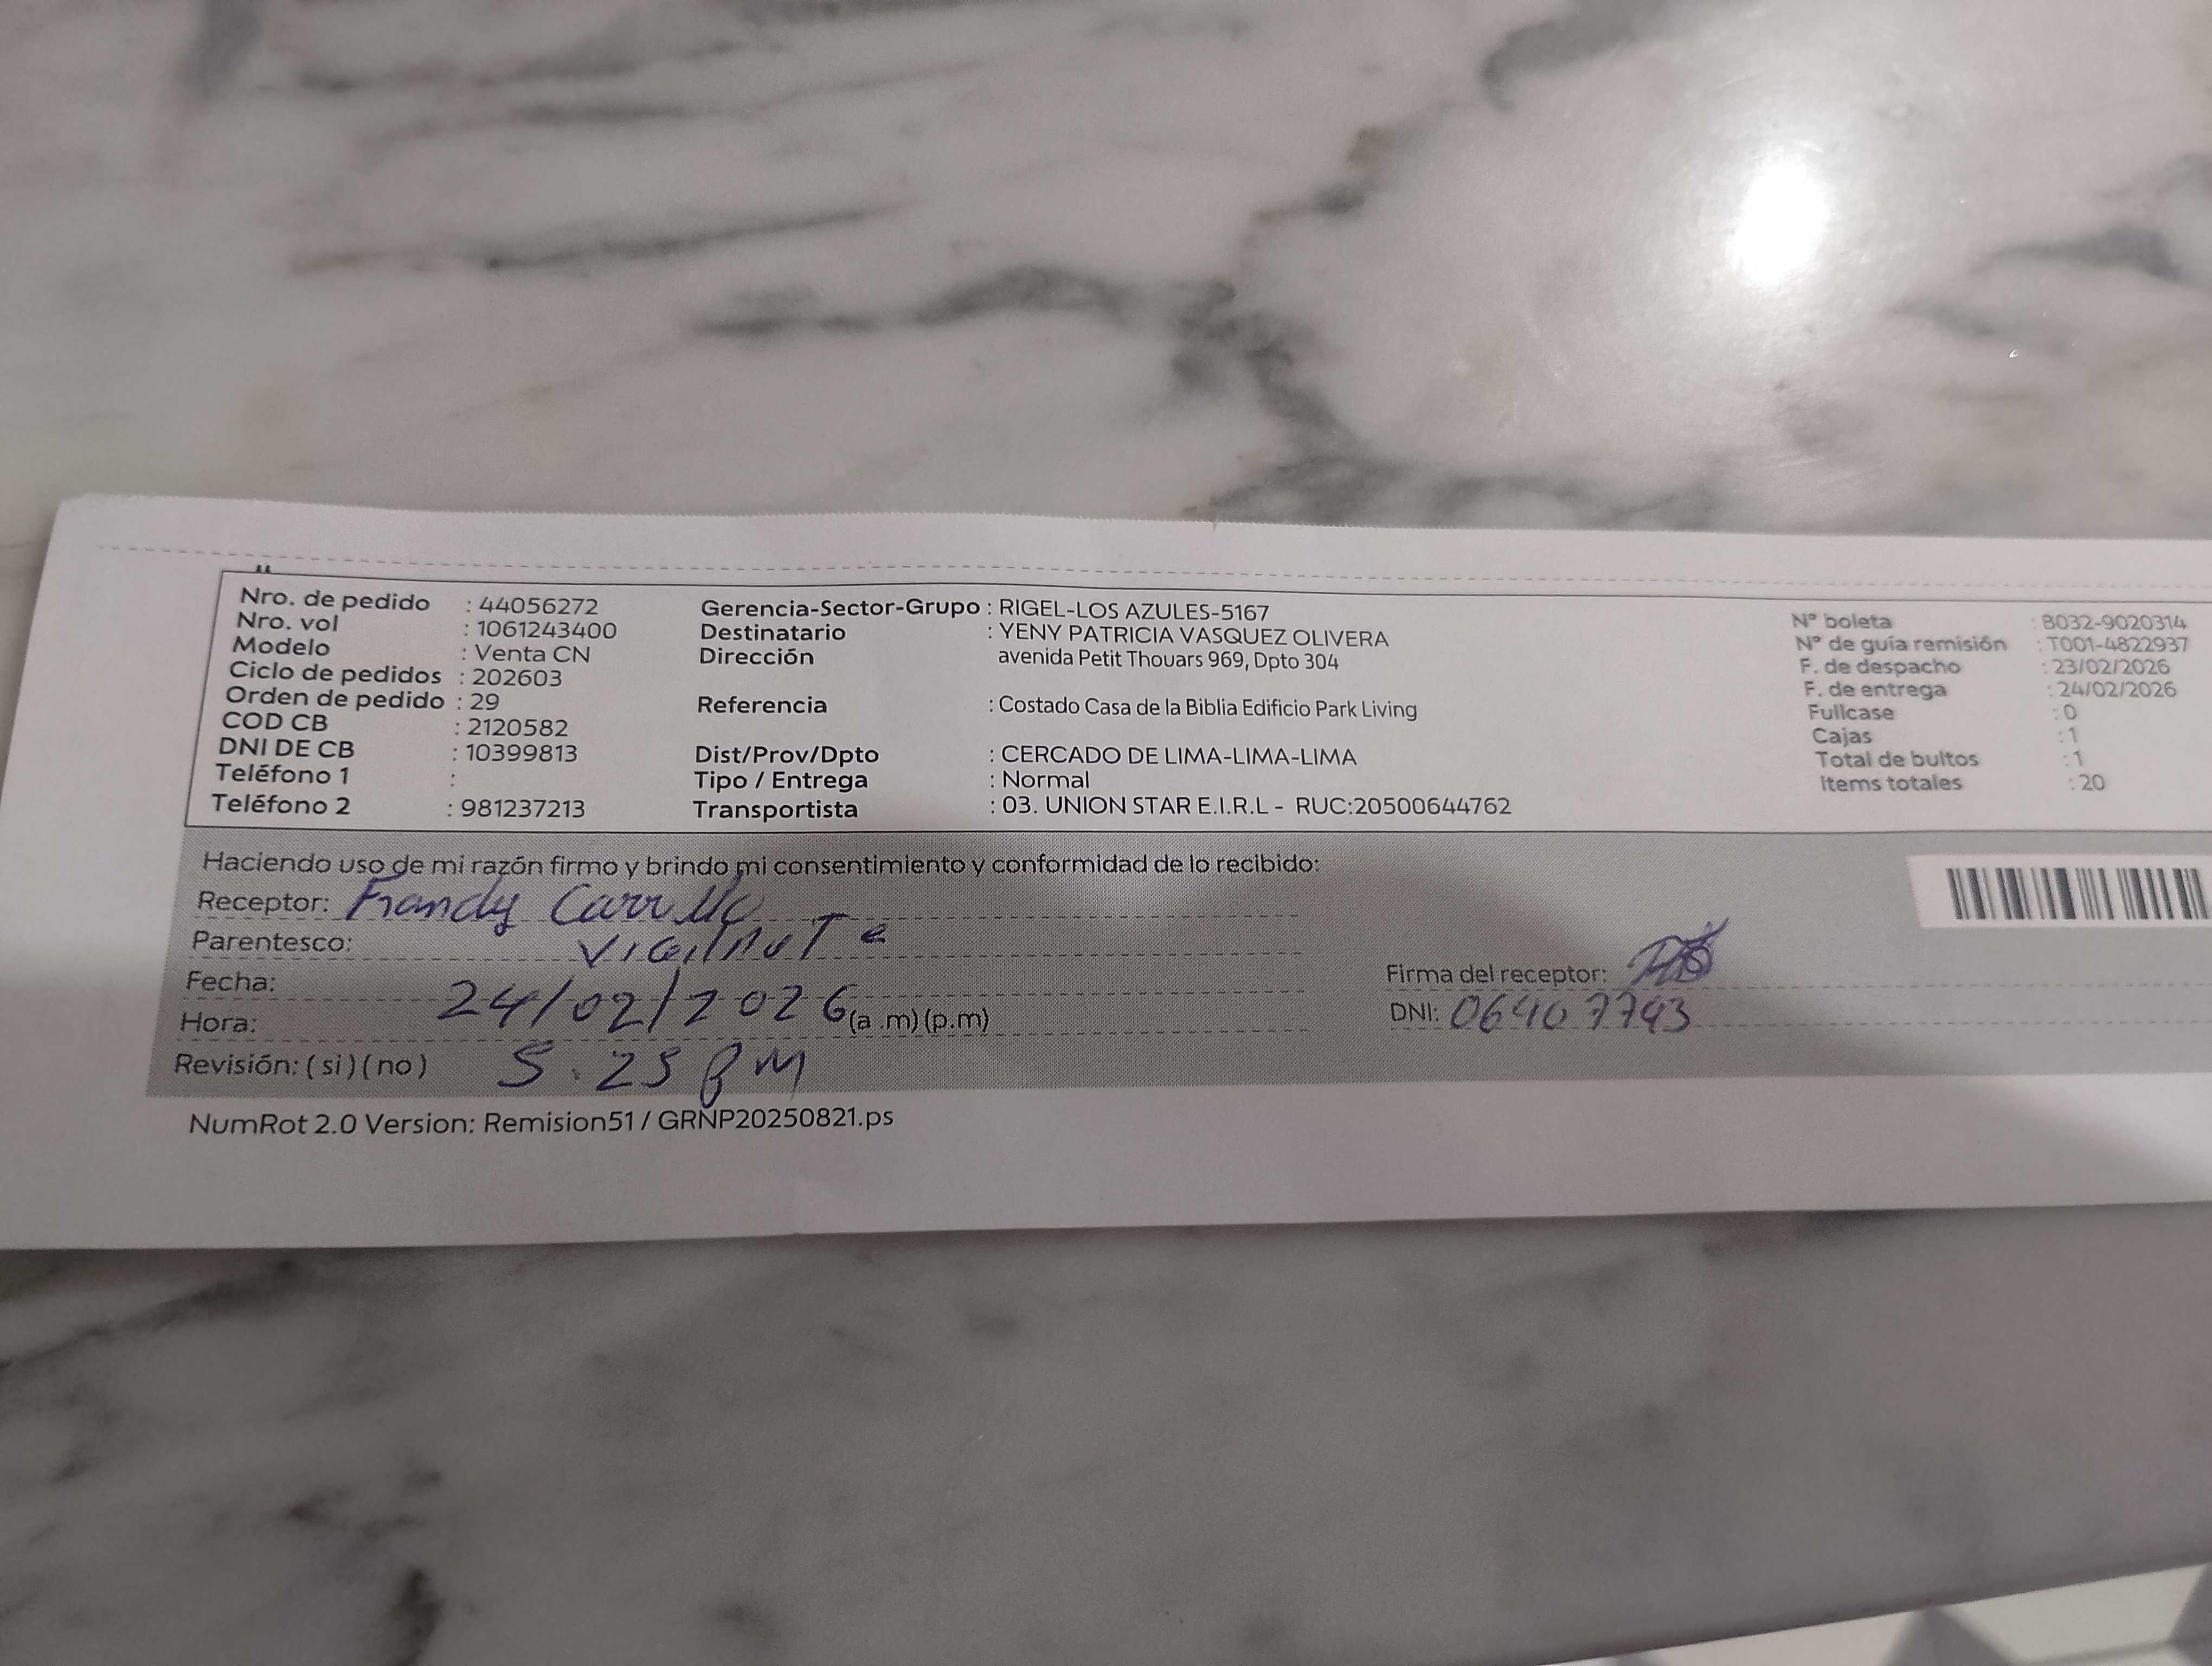 Nro. de pedido : 44056272
Nro. vol : 1061243400
Modelo : Venta CN
Ciclo de pedidos : 202603
Orden de pedido : 29
COD CB : 2120582
DNI DE CB : 10399813
Teléfono 1 :
Teléfono 2 : 981237213
Gerencia-Sector-Grupo : RIGEL-LOS AZULES-5167
Destinatario : YENY PATRICIA VASQUEZ OLIVERA
Dirección avenida Petit Thouars 969, Dpto 304
Referencia : Costado Casa de la Biblia Edificio Park Living
Dist/Prov/Dpto : CERCADO DE LIMA-LIMA-LIMA
Tipo / Entrega : Normal
Transportista : 03. UNION STAR E.I.R.L - RUC:20500644762
Nº boleta : B032-9020314
Nº de guía remisión : T001-4822937
F. de despacho : 23/02/2026
F. de entrega : 24/02/2026
Fullcase : 0
Cajas : 1
Total de bultos : 1
Items totales : 20
Haciendo uso de mi razón firmo y brindo mi consentimiento y conformidad de lo recibido:
Receptor: Frandy Carrillo
Parentesco:
Fecha: 24/02/2026
Hora: (a .m) (p.m)
Revisión: ( si ) ( no ) 5.25 pm
Firma del receptor:
DNI: 06407793
NumRot 2.0 Version: Remision51 / GRNP20250821.ps